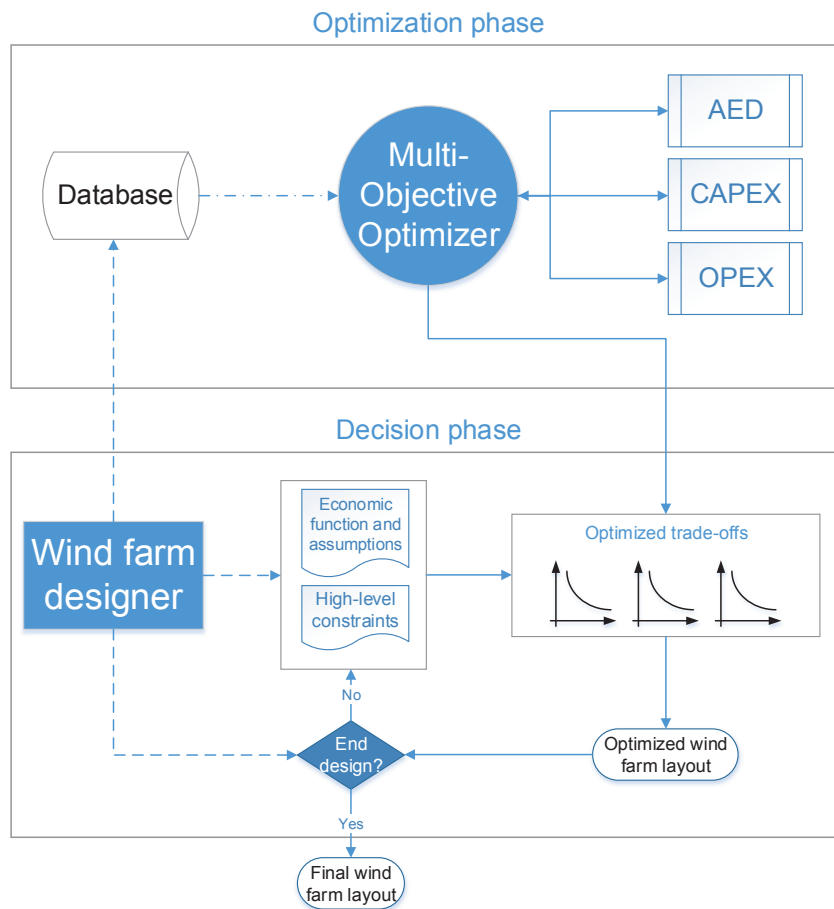 Optimization phase
AED
Multi-
Objective
Optimizer
Database
CAPEX
OPEX
Decision phase
Economic
function and
assumptions
Wind farm
designer
High-level
constraints
Optimized trade-offs
No
End
design?
Optimized wind
farm layout
Yes
Final wind
farm layout